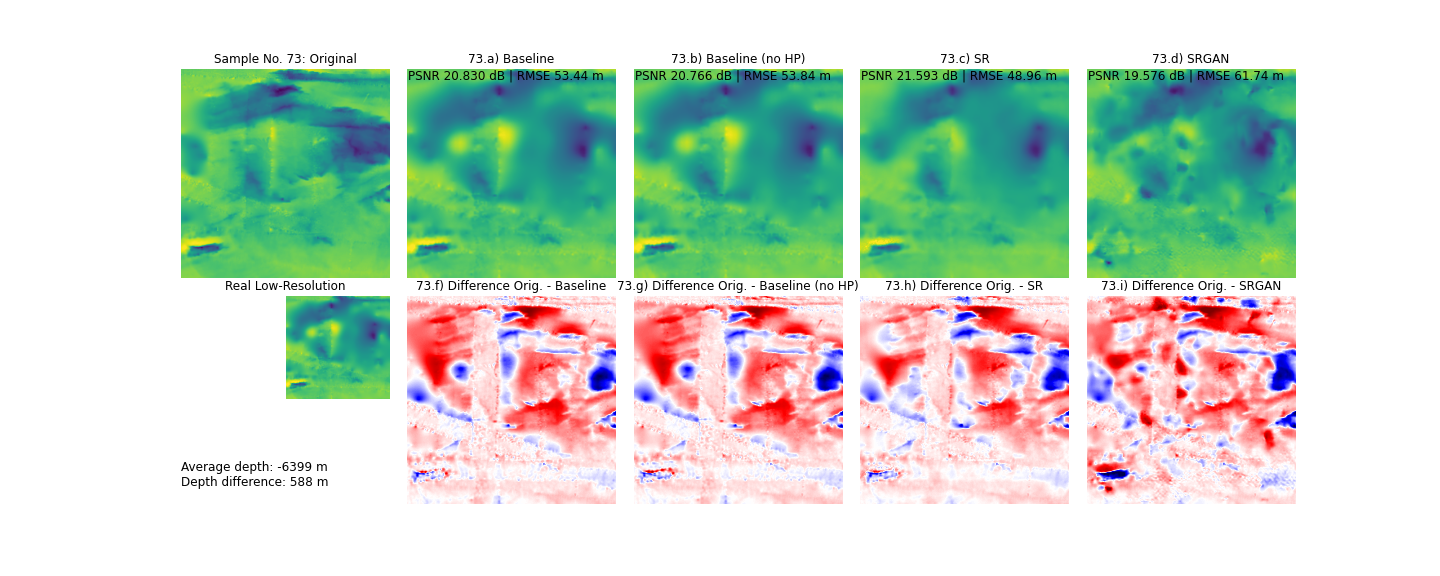 Sample No. 73: Original
73.a) Baseline
73.b) Baseline (no HP)
73.c) SR
73.d) SRGAN
PSNR 20.830 dB | RMSE 53.44 m
PSNR 20.766 dB | RMSE 53.84 m
PSNR 21.593 dB | RMSE 48.96 m
PSNR 19.576 dB | RMSE 61.74 m
Real Low-Resolution
73.f) Difference Orig. - Baseline
73.g) Difference Orig. - Baseline (no HP)
73.h) Difference Orig. - SR
73.i) Difference Orig. - SRGAN
Average depth: -6399 m
Depth difference: 588 m